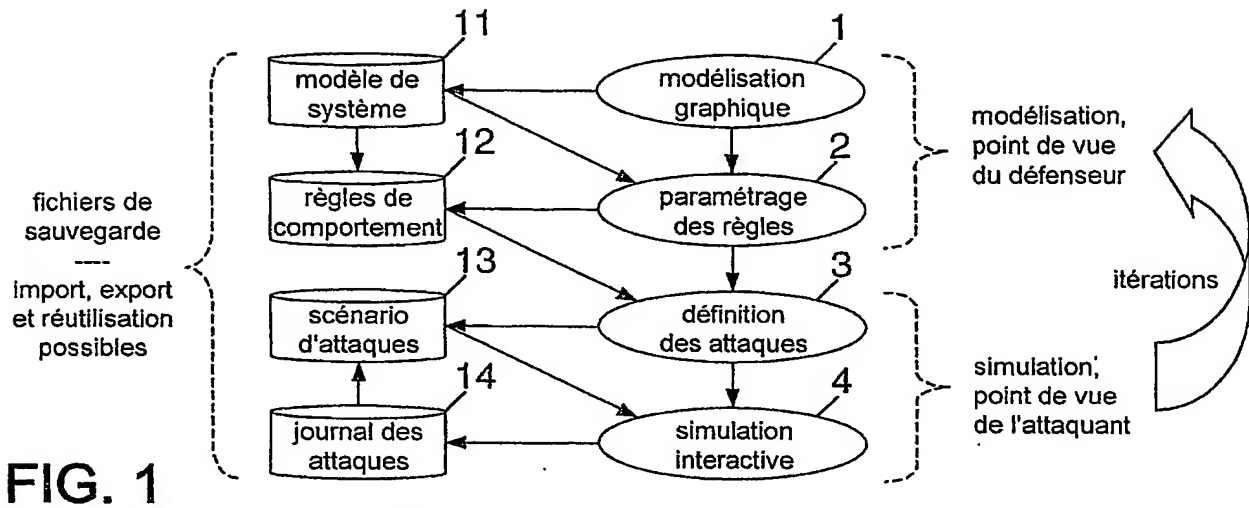 11
modèle de
système
12
règles de
comportement
13
scénario
d'attaques
14
journal des
attaques
1
modélisation
graphique
2
paramétrage
des règles
3
définition
des attaques
4
simulation
interactive
fichiers de
sauvegarde
----
import, export
et réutilisation
possibles
modélisation,
point de vue
du défenseur
simulation,
point de vue
de l'attaquant
itérations
FIG. 1